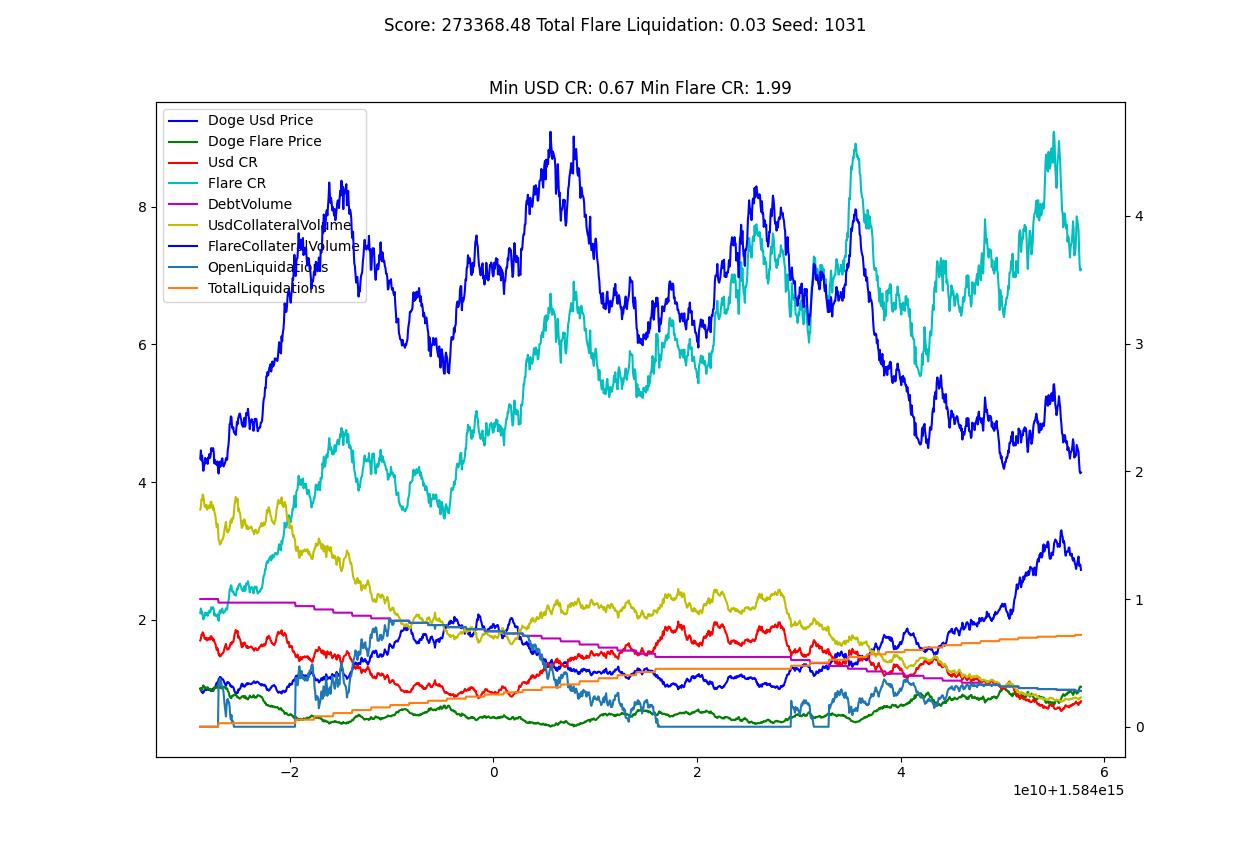 Score: 273368.48 Total Flare Liquidation: 0.03 Seed: 1031
Min USD CR: 0.67 Min Flare CR: 1.99
Doge Usd Price
Doge Flare Price
Usd CR
Flare CR
DebtVolume
UsdCollateralVolume
FlareCollateralVolume
OpenLiquidations
TotalLiquidations
8
6
4
2
4
3
2
1
0
−2
0
2
4
6
1e10+1.584e15